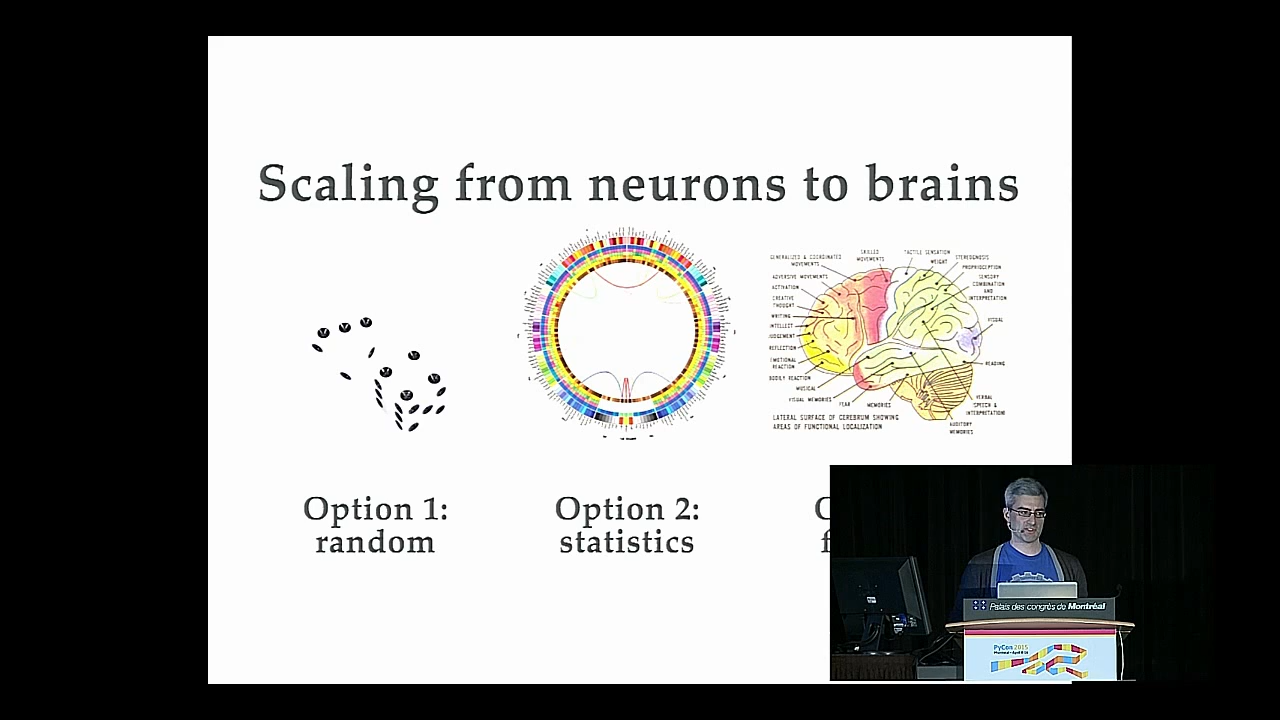 Scaling from neurons to brains
GENERALIZED & COORDINATED
MOVEMENTS
SKILLED
MOVEMENTS
TACTILE SENSATION
WEIGHT
STEREOGNOSIS
PROPRIOCEPTION
SENSORY
COMBINATION
AND
INTERPRETATION
VISUAL
READING
VERBAL
SPEECH &
INTERPRETATION
AUDITORY
MEMORIES
ADVERSIVE MOVEMENTS
ACTIVATION
CREATIVE
THOUGHT
WRITING
INTELLECT
JUDGEMENT
REFLECTION
EMOTIONAL
REACTION
BODILY REACTION
MUSICAL
VISUAL MEMORIES
FEAR
MEMORIES
LATERAL SURFACE OF CEREBRUM SHOWING
AREAS OF FUNCTIONAL LOCALIZATION
Option 1:
random
Option 2:
statistics
Palais des congrès de Montréal
PyCon 2015